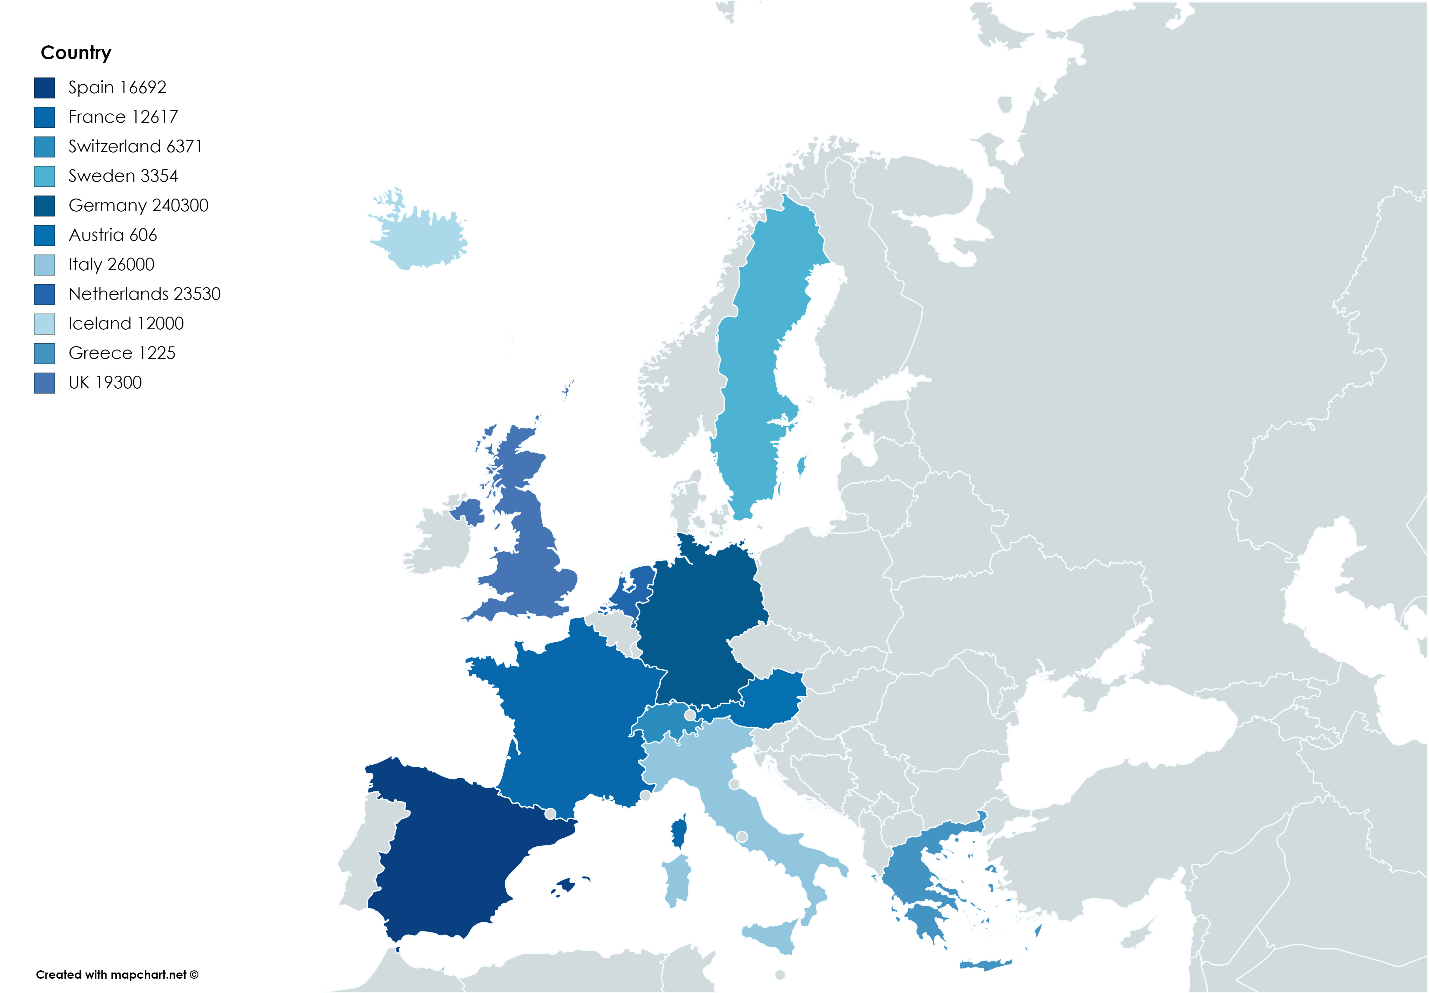 Country
Spain 16692
France 12617
Switzerland 6371
Sweden 3354
Germany 240300
Austria 606
Italy 26000
Netherlands 23530
Iceland 12000
Greece 1225
UK 19300
Created with mapchart.net ©